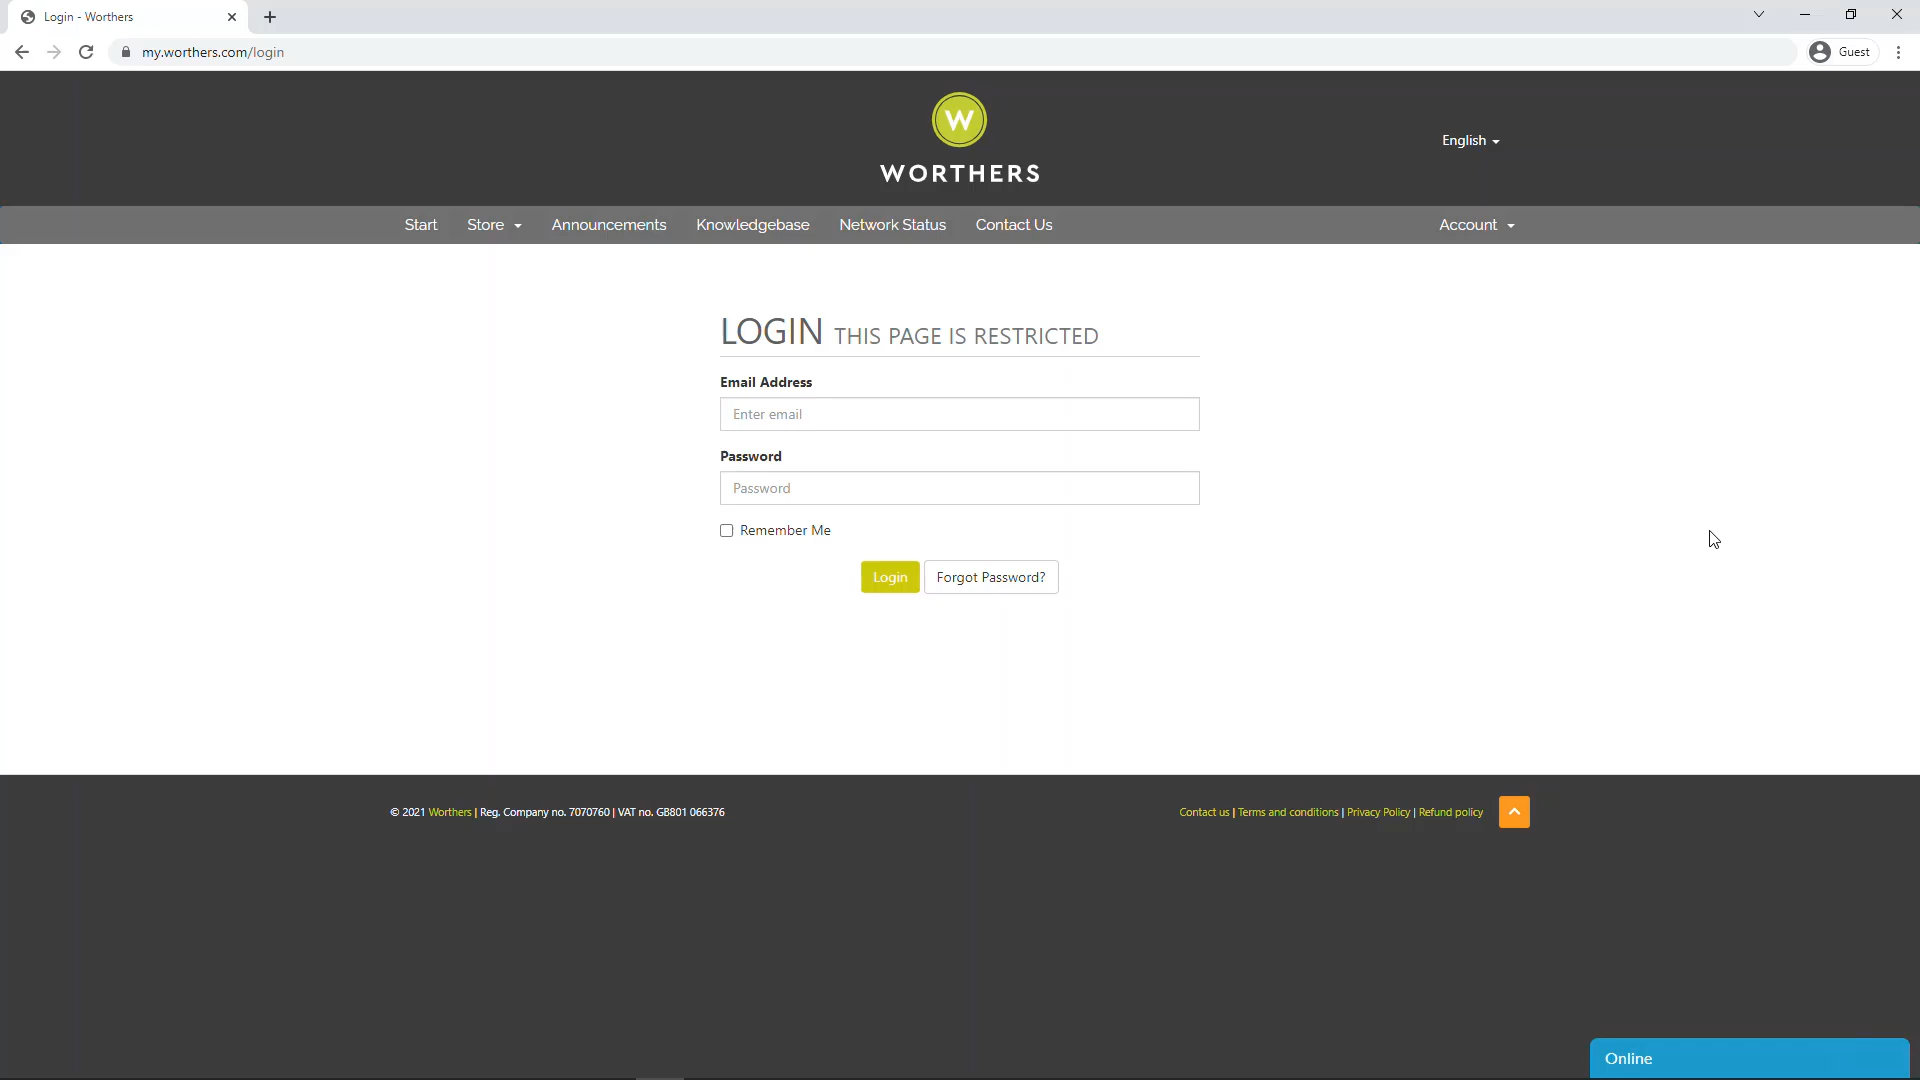 Login - Worthers
my.worthers.com/login
Guest
W
WORTHERS
English
Start Store Announcements Knowledgebase Network Status Contact Us Account
LOGIN THIS PAGE IS RESTRICTED
Email Address
Enter email
Password
Password
Remember Me
Login Forgot Password?
© 2021 Worthers | Reg. Company no. 7070760 | VAT no. GB801 066376
Contact us | Terms and conditions | Privacy Policy | Refund policy
Online